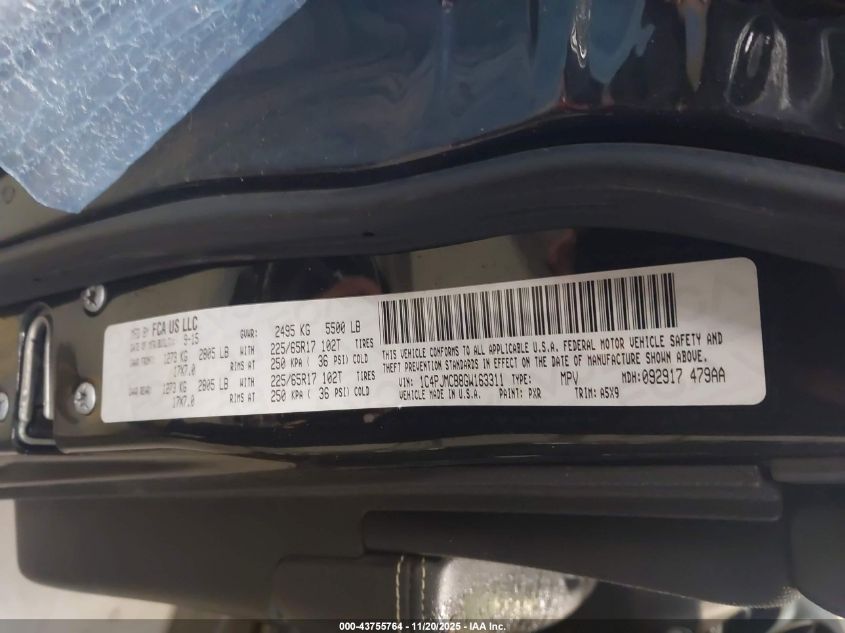 MFD BY FCA US LLC
DATE OF MFR/BUILT: 9-15 GVWR: 2495 KG 5500 LB
GAWR FRONT: 1273 KG 2805 LB WITH 225/65R17 102T TIRES
17X7.0 RIMS AT 250 KPA ( 36 PSI) COLD
GAWR REAR: 1273 KG 2805 LB WITH 225/65R17 102T TIRES
17X7.0 RIMS AT 250 KPA ( 36 PSI) COLD
THIS VEHICLE CONFORMS TO ALL APPLICABLE U.S.A. FEDERAL MOTOR VEHICLE SAFETY AND
THEFT PREVENTION STANDARDS IN EFFECT ON THE DATE OF MANUFACTURE SHOWN ABOVE.
VIN: 1C4PJMCB8GW163311 TYPE: MPV MDH: 092917 479AA
VEHICLE MADE IN U.S.A. PAINT: PXR TRIM: A5X9
000-43755764 - 11/20/2025 - IAA Inc.